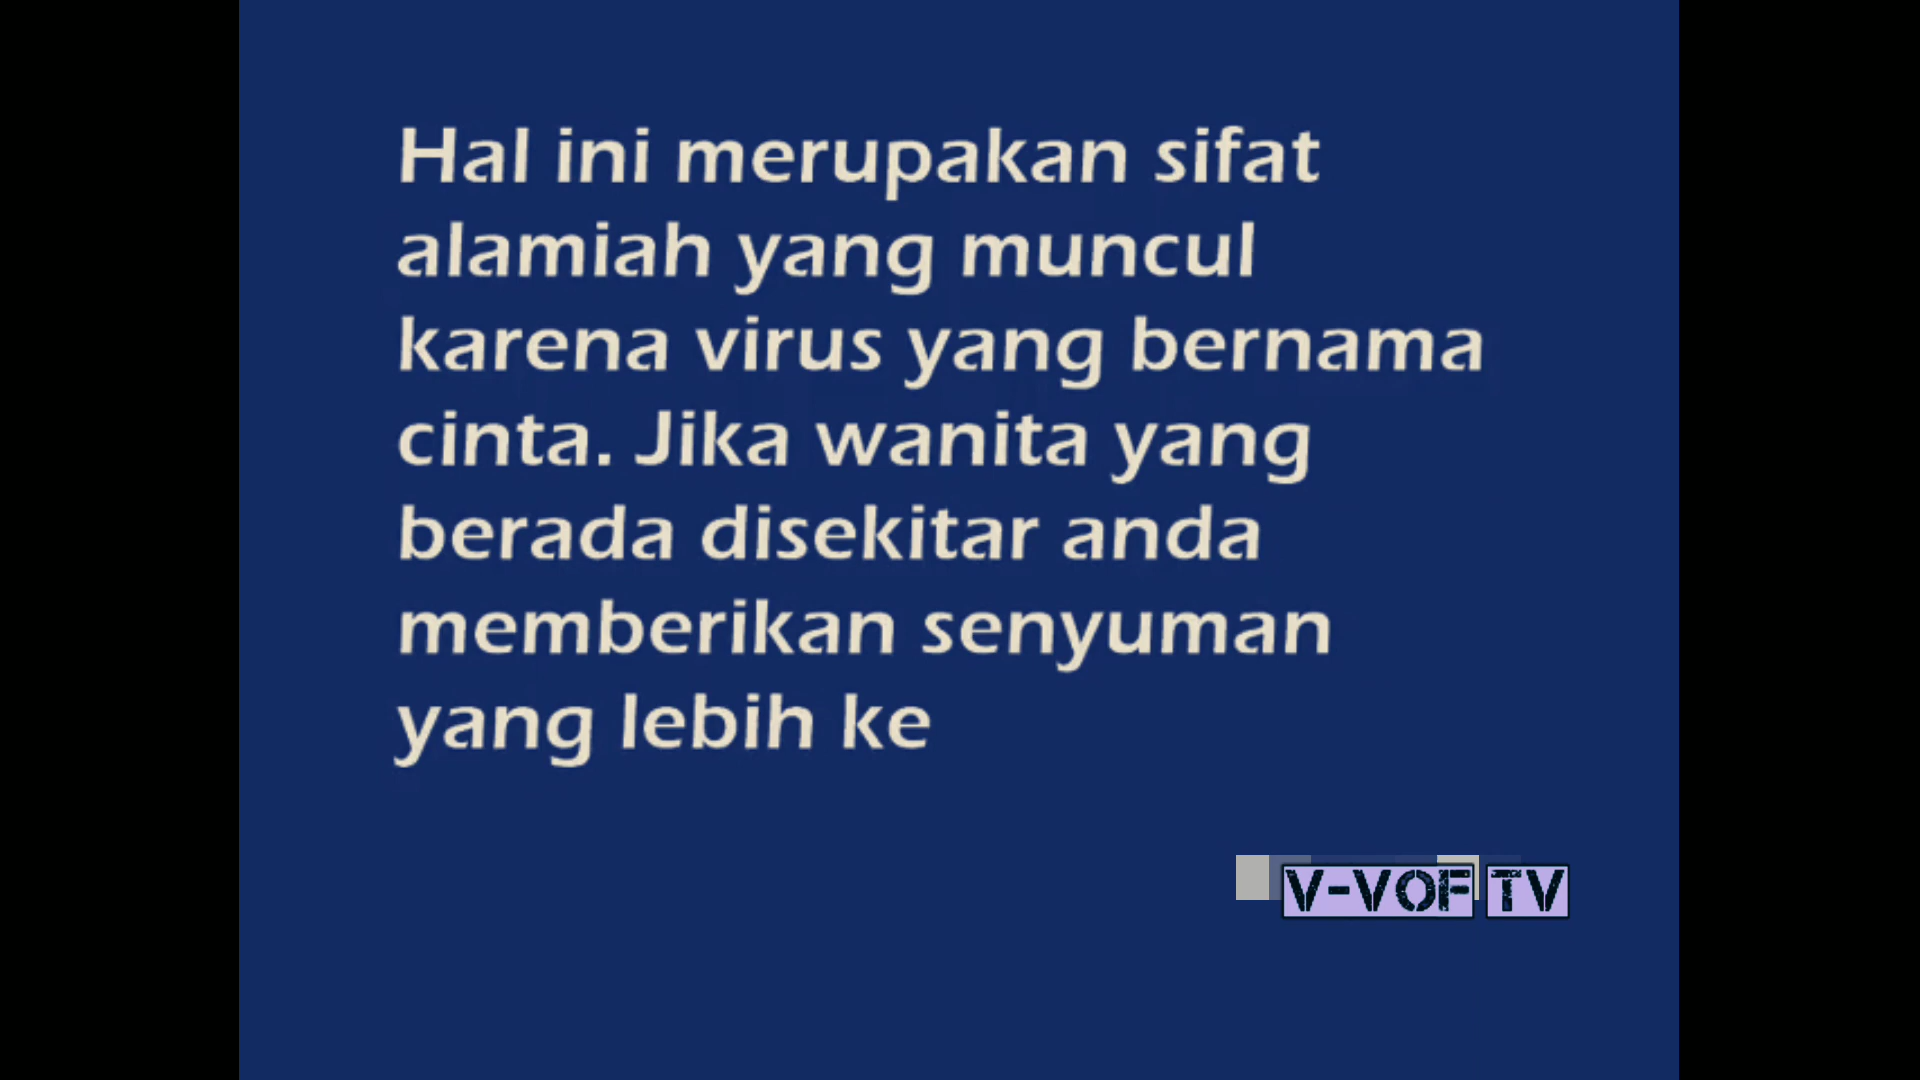 Hal ini merupakan sifat
alamiah yang muncul
karena virus yang bernama
cinta. Jika wanita yang
berada disekitar anda
memberikan senyuman
yang lebih ke
V-VOF TV